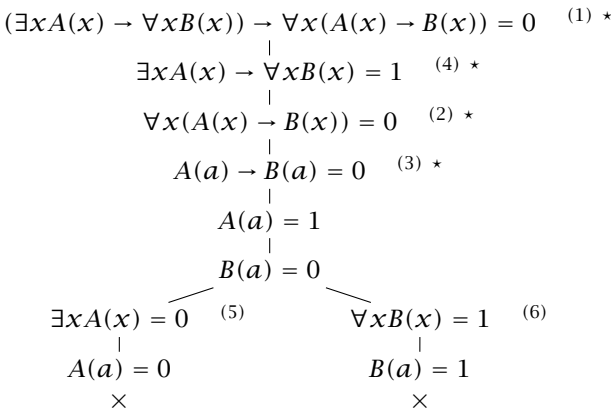 (∃xA(x) → ∀xB(x)) → ∀x(A(x) → B(x)) = 0 (1) ⋆
∃xA(x) → ∀xB(x) = 1 (4) ⋆
∀x(A(x) → B(x)) = 0 (2) ⋆
A(a) → B(a) = 0 (3) ⋆
A(a) = 1
B(a) = 0
∃xA(x) = 0 (5) ∀xB(x) = 1 (6)
A(a) = 0 B(a) = 1
× ×